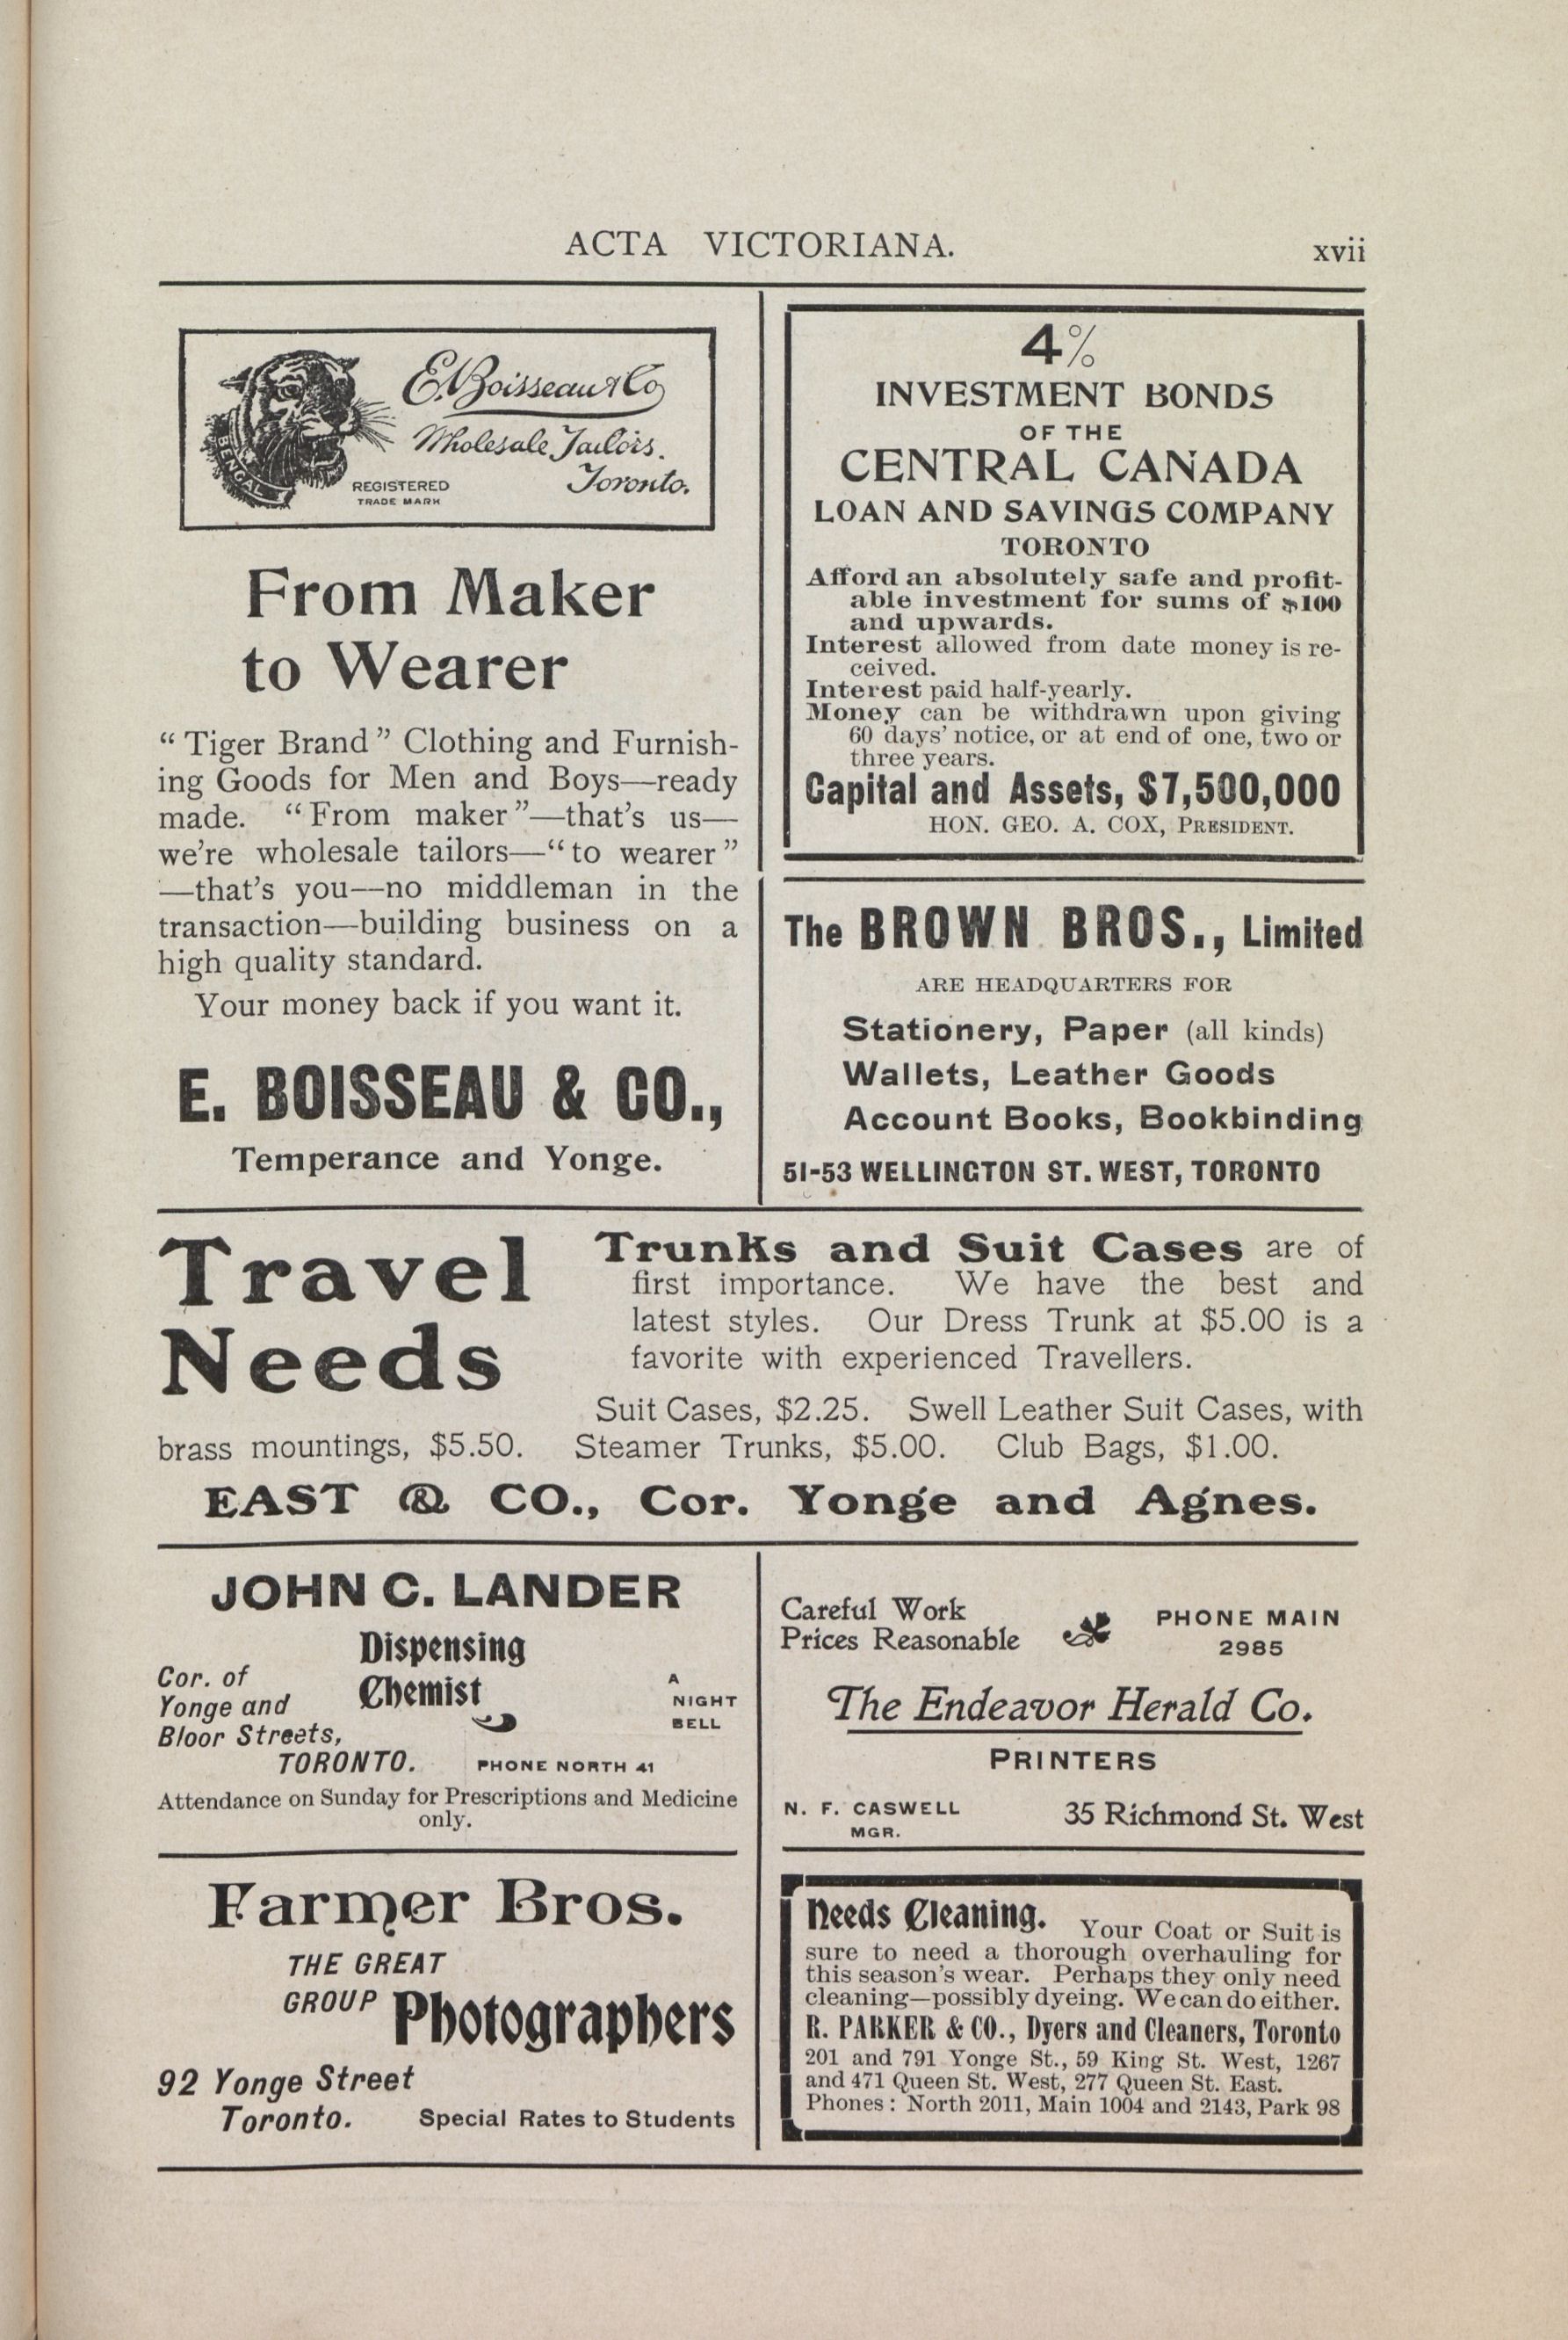 ACTA VICTORIANA.
xvii
BENGAL
E. Boisseau & Co
Wholesale Tailors.
Toronto.
REGISTERED
TRADE MARK
From Maker
to Wearer
“Tiger Brand” Clothing and Furnish-
ing Goods for Men and Boys—ready
made. “From maker”—that's us—
we're wholesale tailors—“to wearer”
—that's you—no middleman in the
transaction—building business on a
high quality standard.
Your money back if you want it.
E. BOISSEAU & CO.,
Temperance and Yonge.
4%
INVESTMENT BONDS
OF THE
CENTRAL CANADA
LOAN AND SAVINGS COMPANY
TORONTO
Afford an absolutely safe and profit-
able investment for sums of $100
and upwards.
Interest allowed from date money is re-
ceived.
Interest paid half-yearly.
Money can be withdrawn upon giving
60 days' notice, or at end of one, two or
three years.
Capital and Assets, $7,500,000
HON. GEO. A. COX, PRESIDENT.
The BROWN BROS., Limited
ARE HEADQUARTERS FOR
Stationery, Paper (all kinds)
Wallets, Leather Goods
Account Books, Bookbinding
51-53 WELLINGTON ST. WEST, TORONTO
Travel
Needs
Trunks and Suit Cases are of
first importance. We have the best and
latest styles. Our Dress Trunk at $5.00 is a
favorite with experienced Travellers.
Suit Cases, $2.25. Swell Leather Suit Cases, with
brass mountings, $5.50. Steamer Trunks, $5.00. Club Bags, $1.00.
EAST & CO., Cor. Yonge and Agnes.
JOHN C. LANDER
Dispensing
Chemist
Cor. of
Yonge and
Bloor Streets,
TORONTO.
A
NIGHT
BELL
PHONE NORTH 41
Attendance on Sunday for Prescriptions and Medicine
only.
Careful Work
Prices Reasonable
PHONE MAIN
2985
The Endeavor Herald Co.
PRINTERS
N. F. CASWELL
MGR.
35 Richmond St. West
Farmer Bros.
THE GREAT
GROUP Photographers
92 Yonge Street
Toronto.
Special Rates to Students
Needs Cleaning. Your Coat or Suit is
sure to need a thorough overhauling for
this season's wear. Perhaps they only need
cleaning—possibly dyeing. We can do either.
R. PARKER & CO., Dyers and Cleaners, Toronto
201 and 791 Yonge St., 59 King St. West, 1267
and 471 Queen St. West, 277 Queen St. East.
Phones: North 2011, Main 1004 and 2143, Park 98